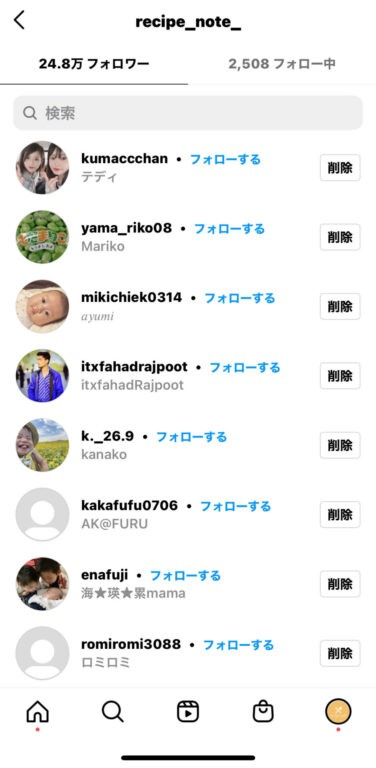 recipe_note_
24.8万 フォロワー
2,508 フォロー中
検索
kumaccchan • フォローする
テディ
削除
yama_riko08 • フォローする
Mariko
削除
mikichiek0314 • フォローする
ayumi
削除
itxfahadrajpoot • フォローする
itxfahadRajpoot
削除
k._26.9 • フォローする
kanako
削除
kakafufu0706 • フォローする
AK@FURU
削除
enafuji • フォローする
海★瑛★累mama
削除
romiromi3088 • フォローする
ロミロミ
削除